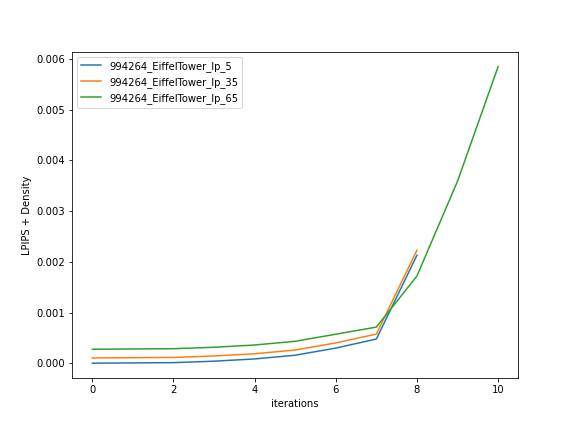 0.006
0.005
0.004
0.003
0.002
0.001
0.000
LPIPS + Density
994264_EiffelTower_lp_5
994264_EiffelTower_lp_35
994264_EiffelTower_lp_65
0 2 4 6 8 10
iterations